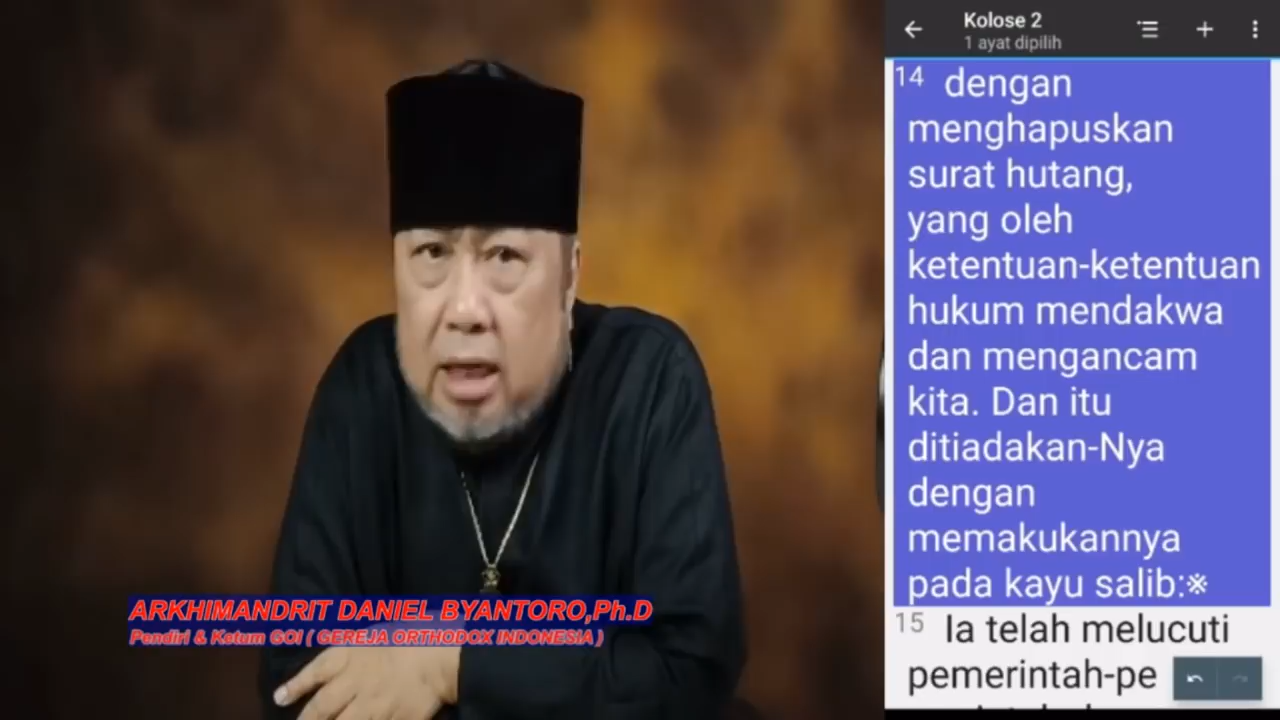 ARKHIMANDRIT DANIEL BYANTORO,Ph.D
Pendiri & Ketum GOI ( GEREJA ORTHODOX INDONESIA )
Kolose 2
1 ayat dipilih
14 dengan
menghapuskan
surat hutang,
yang oleh
ketentuan-ketentuan
hukum mendakwa
dan mengancam
kita. Dan itu
ditiadakan-Nya
dengan
memakukannya
pada kayu salib:※
15 Ia telah melucuti
pemerintah-pe